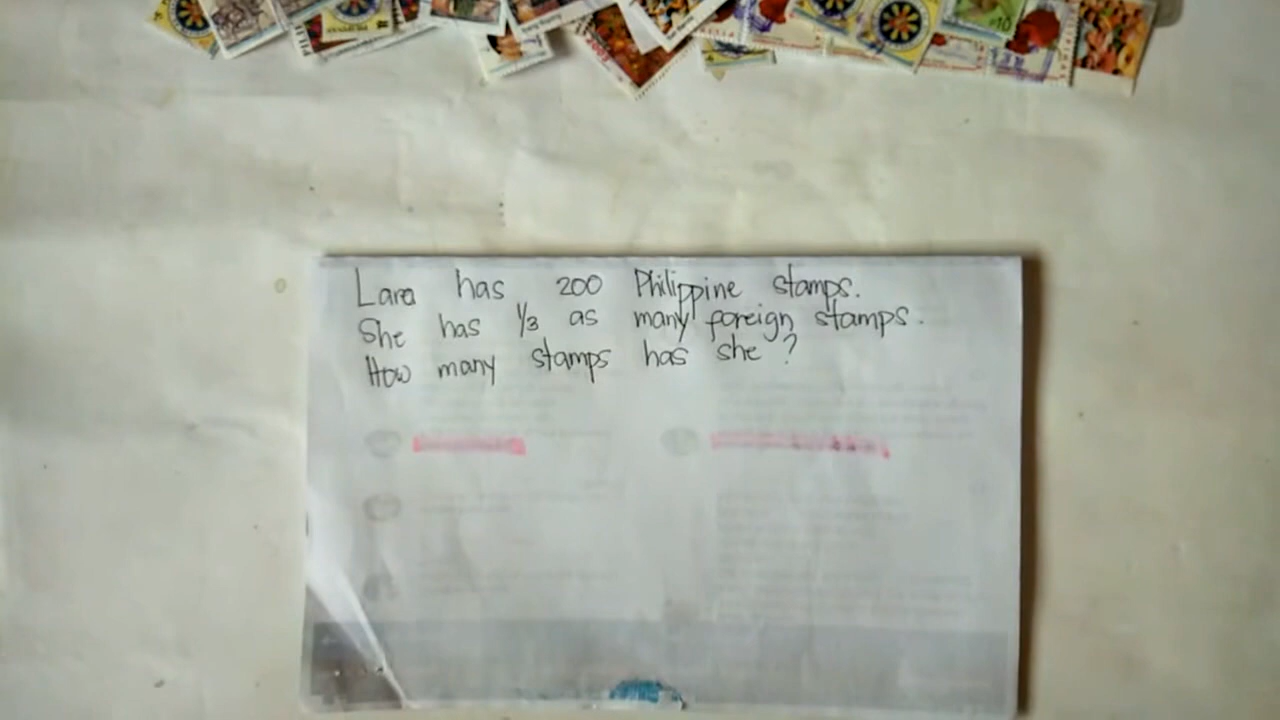 Lara has 200 Philippine stamps.
She has 1/3 as many foreign stamps.
How many stamps has she?